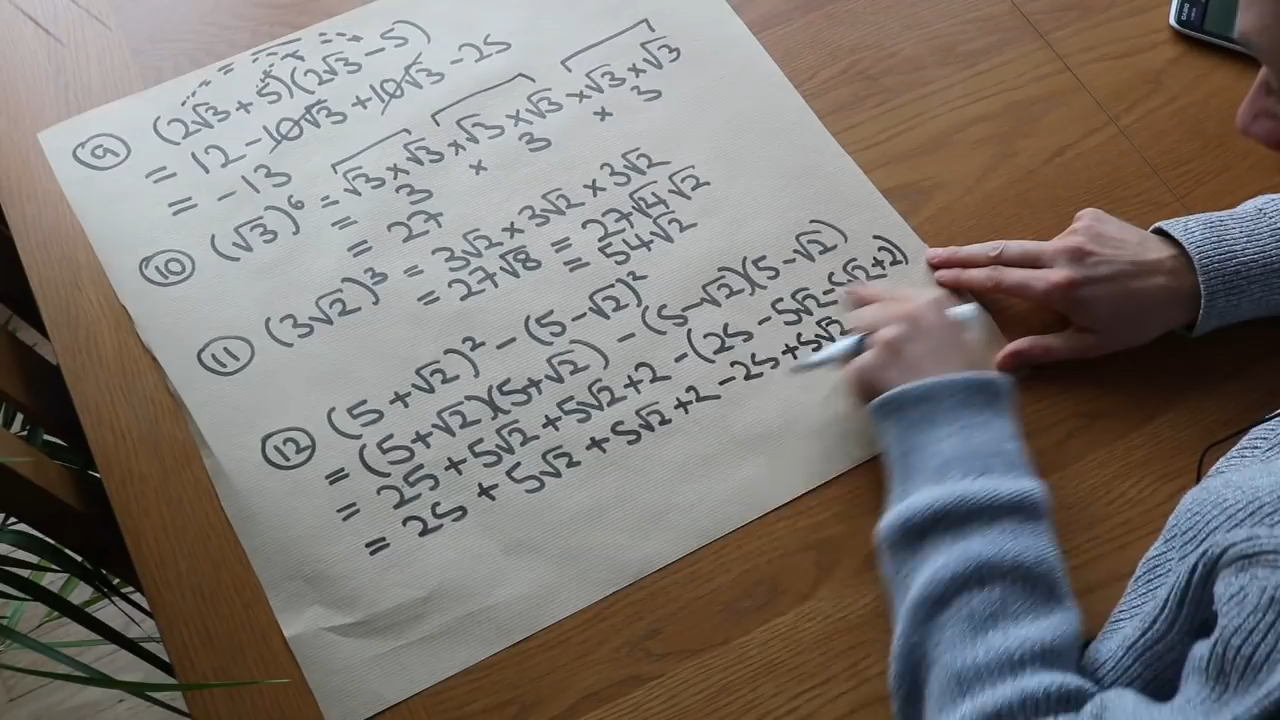 ⑨ (2√3 + 5)(2√3 - 5)
= 12 - 10√3 + 10√3 - 25
= -13
⑩ (√3)⁶ = √3 × √3 × √3 × √3 × √3 × √3
= 3 × 3 × 3
= 27
⑪ (3√2)³ = 3√2 × 3√2 × 3√2
= 27√8 = 27√4√2
= 54√2
⑫ (5 + √2)² - (5 - √2)²
= (5+√2)(5+√2) - (5-√2)(5-√2)
= 25 + 5√2 + 5√2 + 2 - (25 - 5√2 - 5√2 + 2)
= 25 + 5√2 + 5√2 + 2 - 25 + 5√2